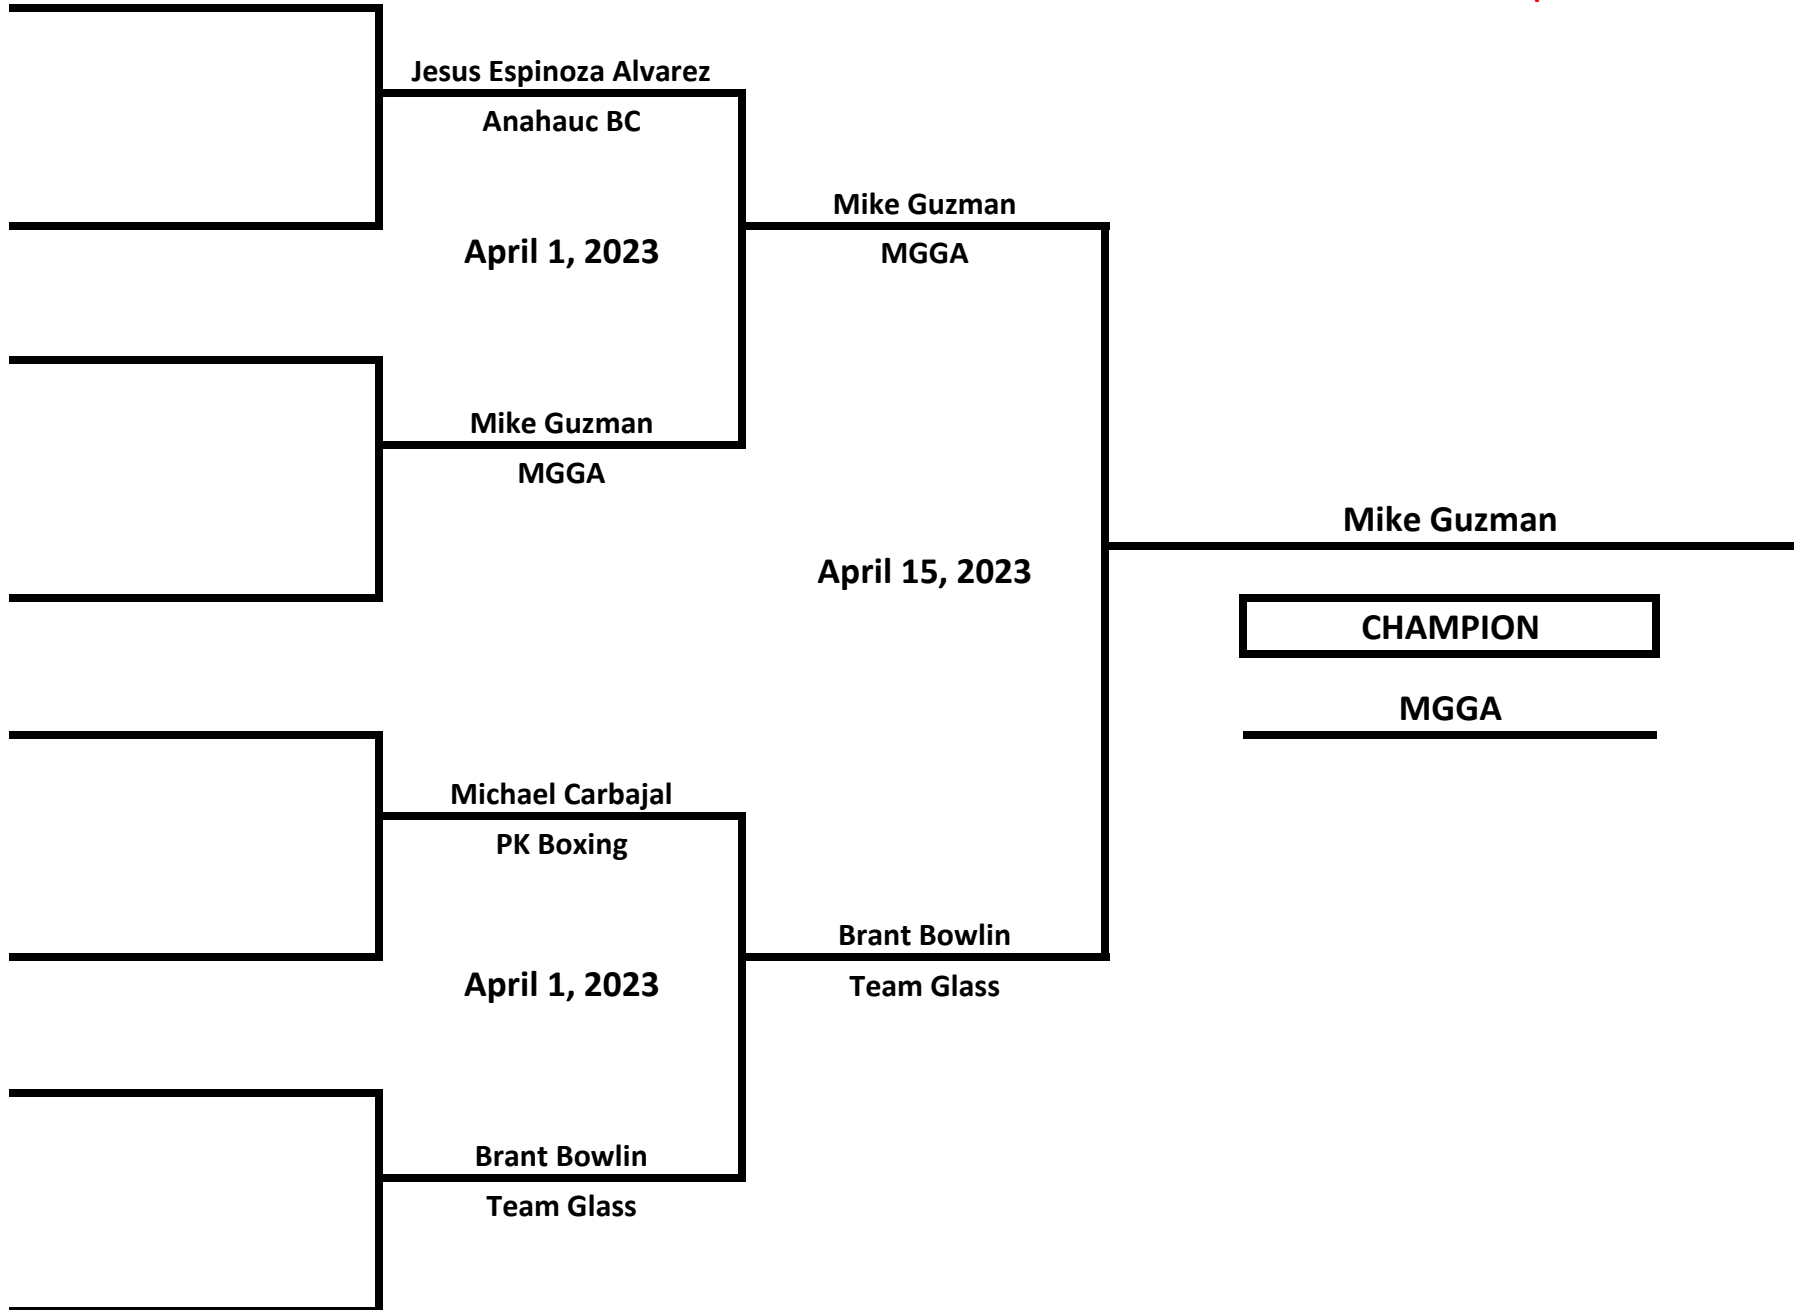 Jesus Espinoza Alvarez
Anahauc BC
Mike Guzman
April 1, 2023
MGGA
Mike Guzman
MGGA
Mike Guzman
April 15, 2023
CHAMPION
MGGA
Michael Carbajal
PK Boxing
Brant Bowlin
April 1, 2023
Team Glass
Brant Bowlin
Team Glass